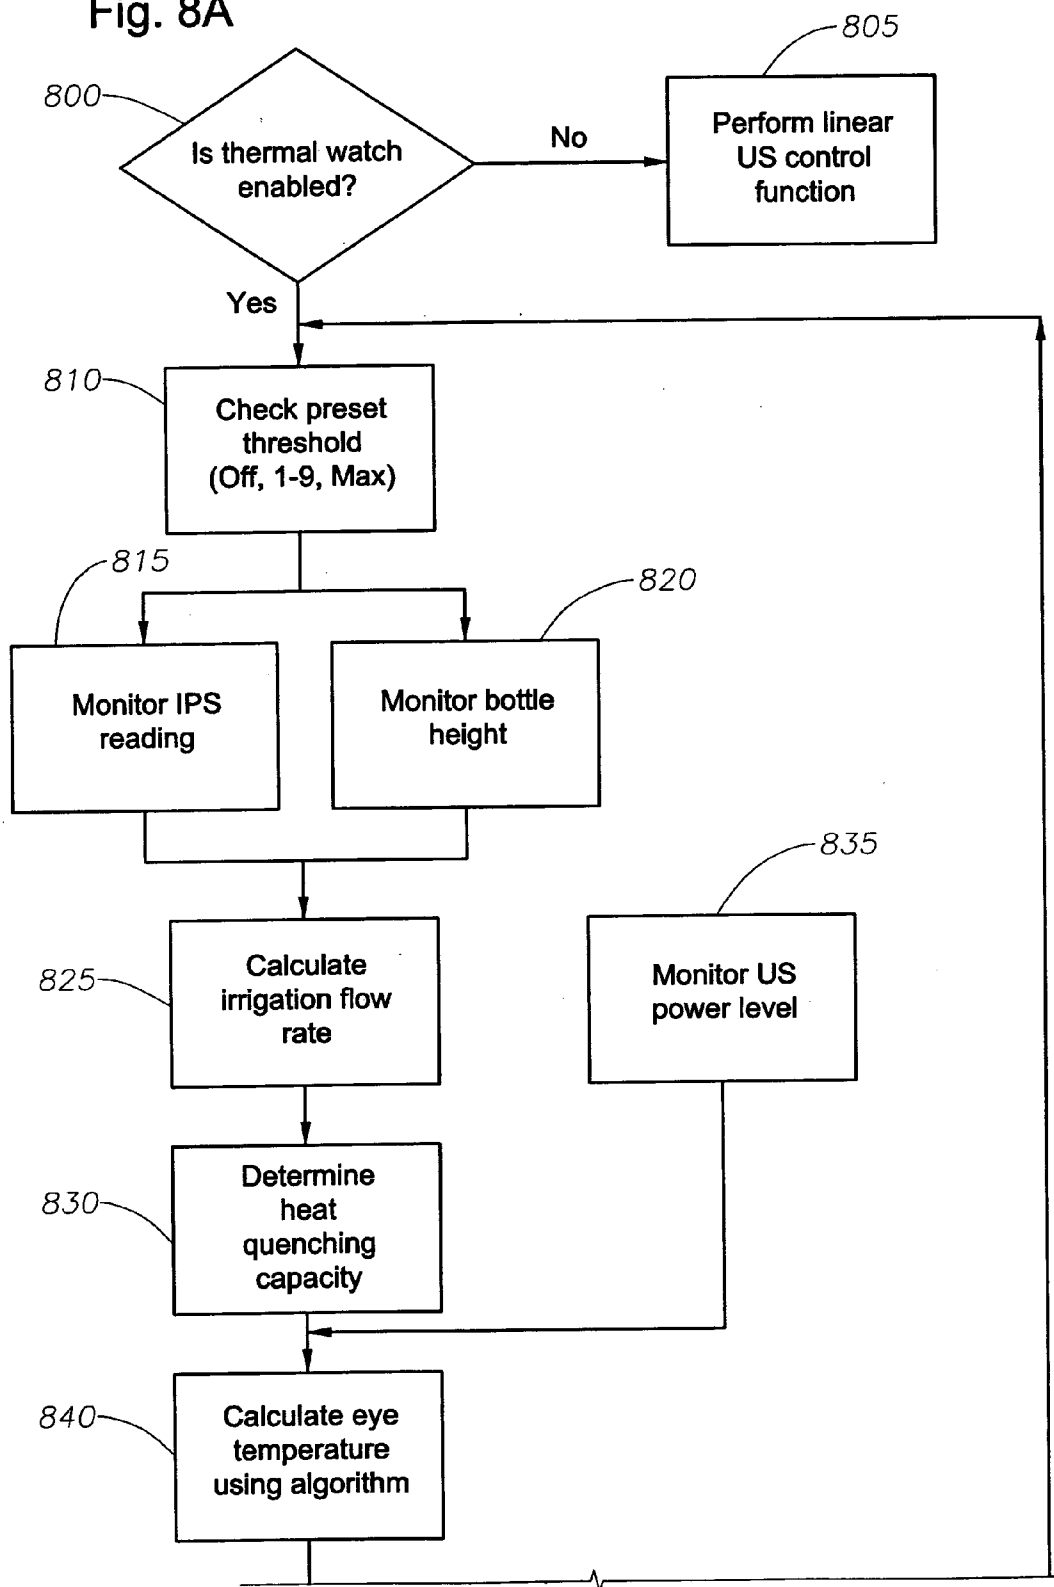 Fig. 8A
805
800
Is thermal watch
enabled?
No
Perform linear
US control
function
Yes
810
Check preset
threshold
(Off, 1-9, Max)
815
820
Monitor IPS
reading
Monitor bottle
height
835
825
Calculate
irrigation flow
rate
Monitor US
power level
830
Determine
heat
quenching
capacity
840
Calculate eye
temperature
using algorithm